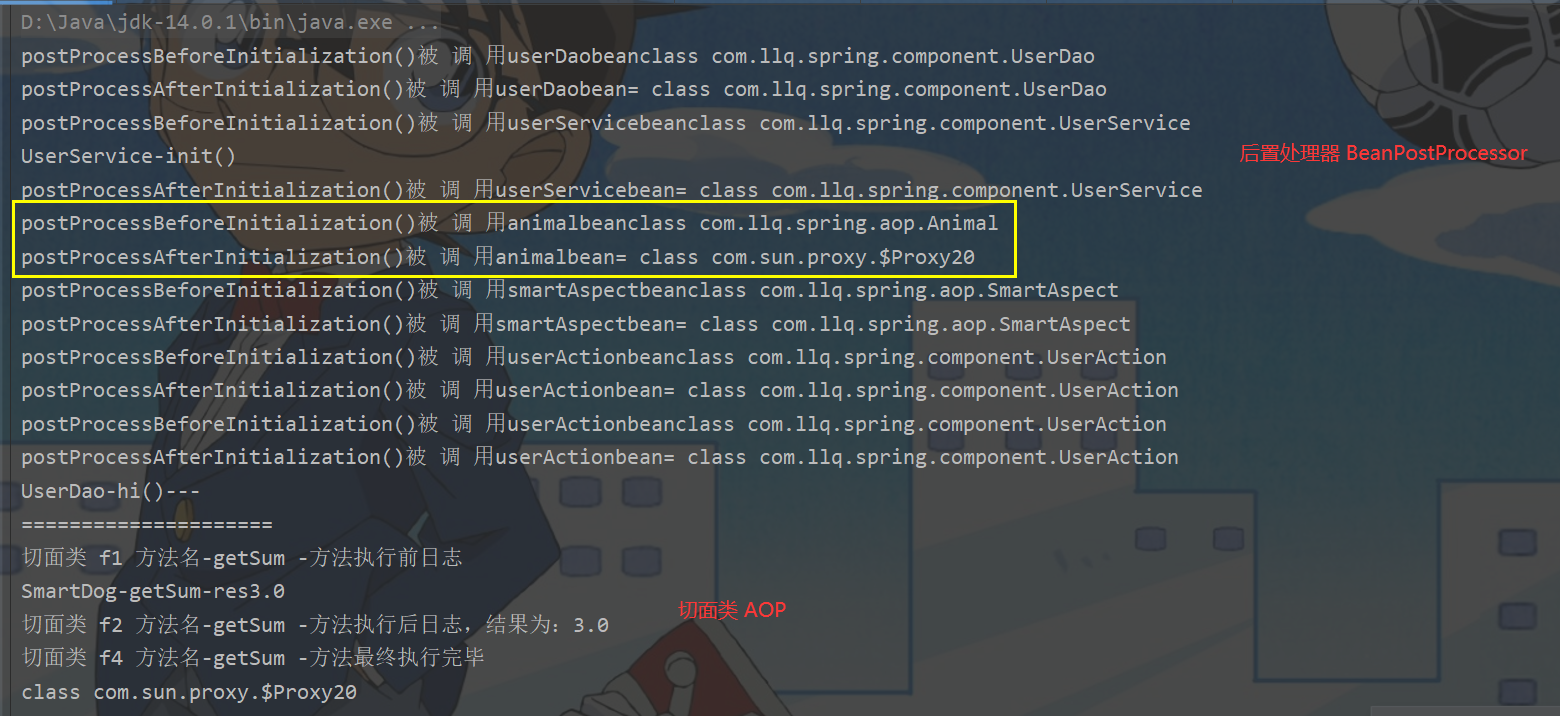 D:\Java\jdk-14.0.1\bin\java.exe ...
postProcessBeforeInitialization()被 调 用userDaobeanclass com.llq.spring.component.UserDao
postProcessAfterInitialization()被 调 用userDaobean= class com.llq.spring.component.UserDao
postProcessBeforeInitialization()被 调 用userServicebeanclass com.llq.spring.component.UserService
UserService-init()
后置处理器 BeanPostProcessor
postProcessAfterInitialization()被 调 用userServicebean= class com.llq.spring.component.UserService
postProcessBeforeInitialization()被 调 用animalbeanclass com.llq.spring.aop.Animal
postProcessAfterInitialization()被 调 用animalbean= class com.sun.proxy.$Proxy20
postProcessBeforeInitialization()被 调 用smartAspectbeanclass com.llq.spring.aop.SmartAspect
postProcessAfterInitialization()被 调 用smartAspectbean= class com.llq.spring.aop.SmartAspect
postProcessBeforeInitialization()被 调 用userActionbeanclass com.llq.spring.component.UserAction
postProcessAfterInitialization()被 调 用userActionbean= class com.llq.spring.component.UserAction
postProcessBeforeInitialization()被 调 用userActionbeanclass com.llq.spring.component.UserAction
postProcessAfterInitialization()被 调 用userActionbean= class com.llq.spring.component.UserAction
UserDao-hi()---
=====================
切面类 f1 方法名-getSum -方法执行前日志
SmartDog-getSum-res3.0
切面类 AOP
切面类 f2 方法名-getSum -方法执行后日志，结果为：3.0
切面类 f4 方法名-getSum -方法最终执行完毕
class com.sun.proxy.$Proxy20